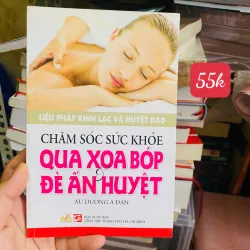 55k
LIỆU PHÁP KINH LẠC VÀ HUYỆT ĐẠO
CHĂM SÓC SỨC KHỎE
QUA XOA BÓP
ĐÈ ẤN HUYỆT
ÂU DƯƠNG A ĐAN